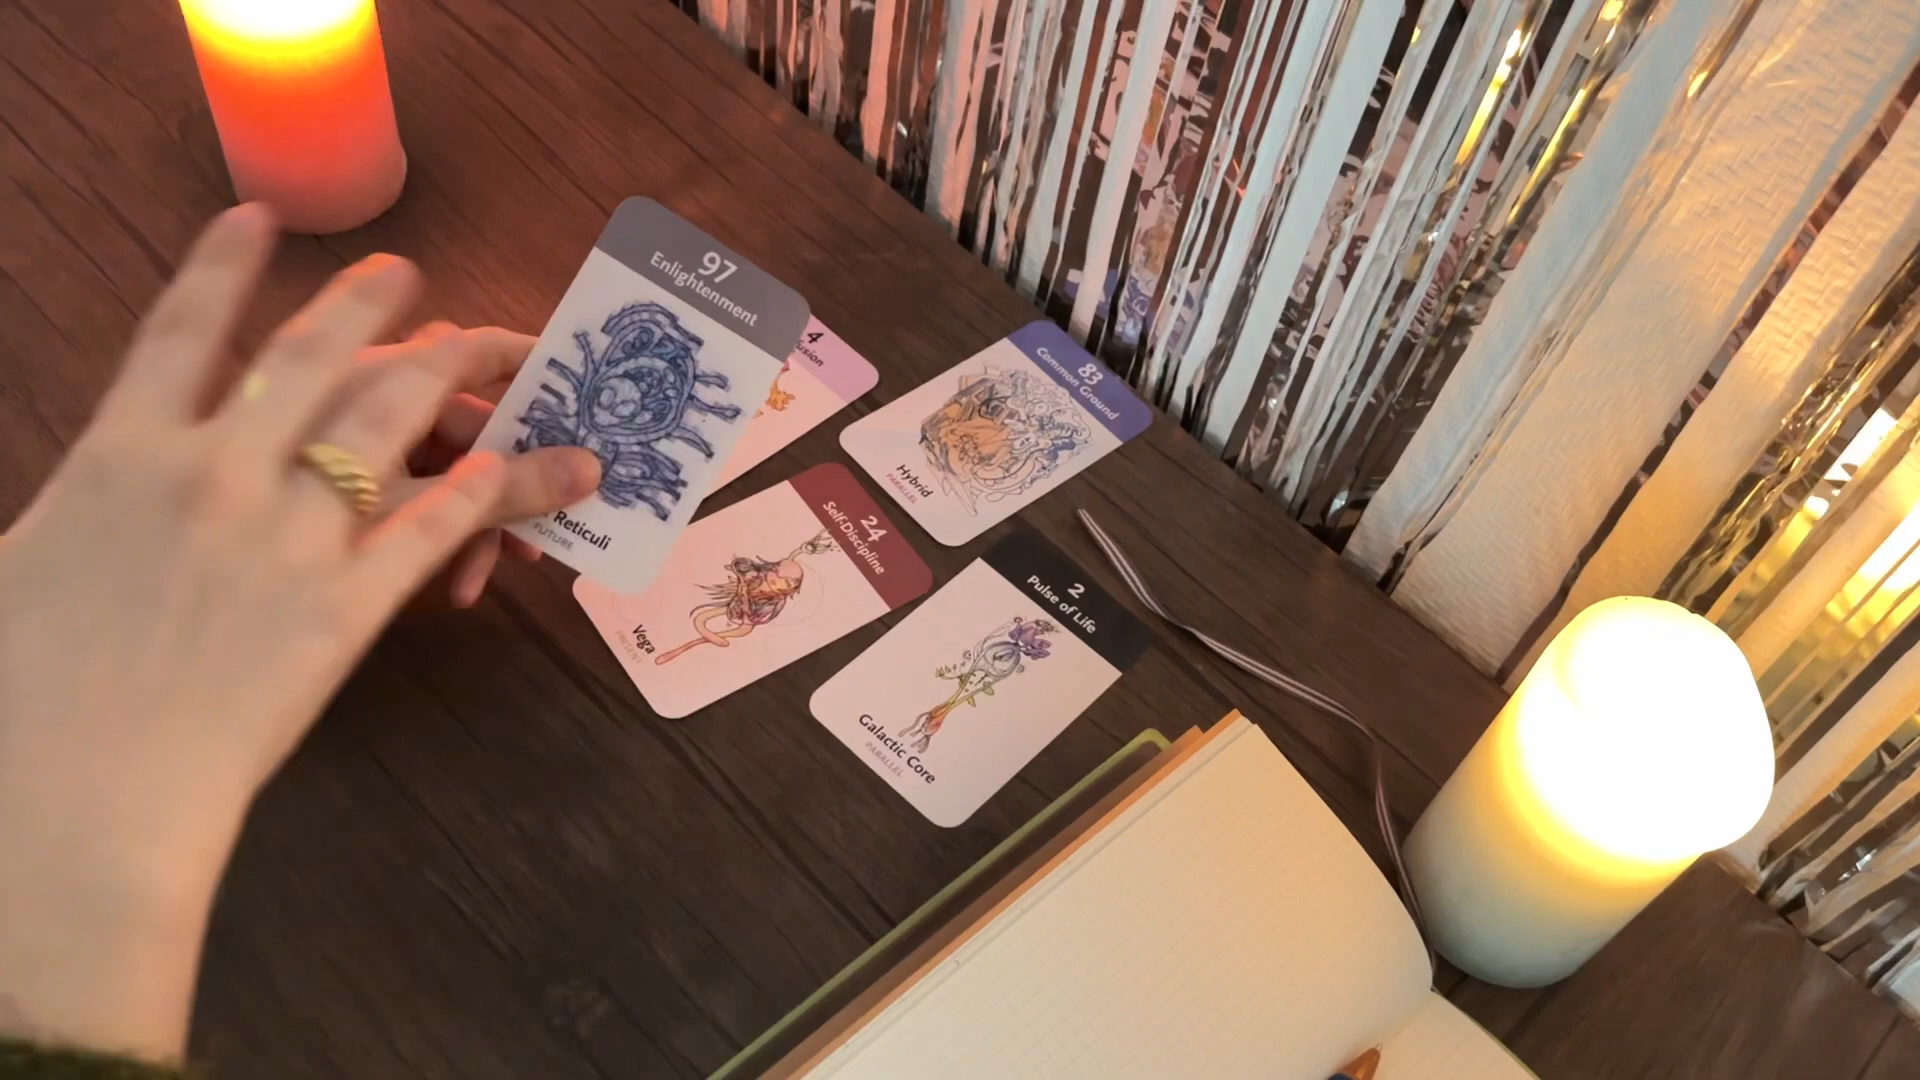 97
Enlightenment
Reticuli
FUTURE
4
83
Common Ground
Hybrid
PARALLEL
24
Self-Discipline
Vega
PRESENT
2
Pulse of Life
Galactic Core
PARALLEL